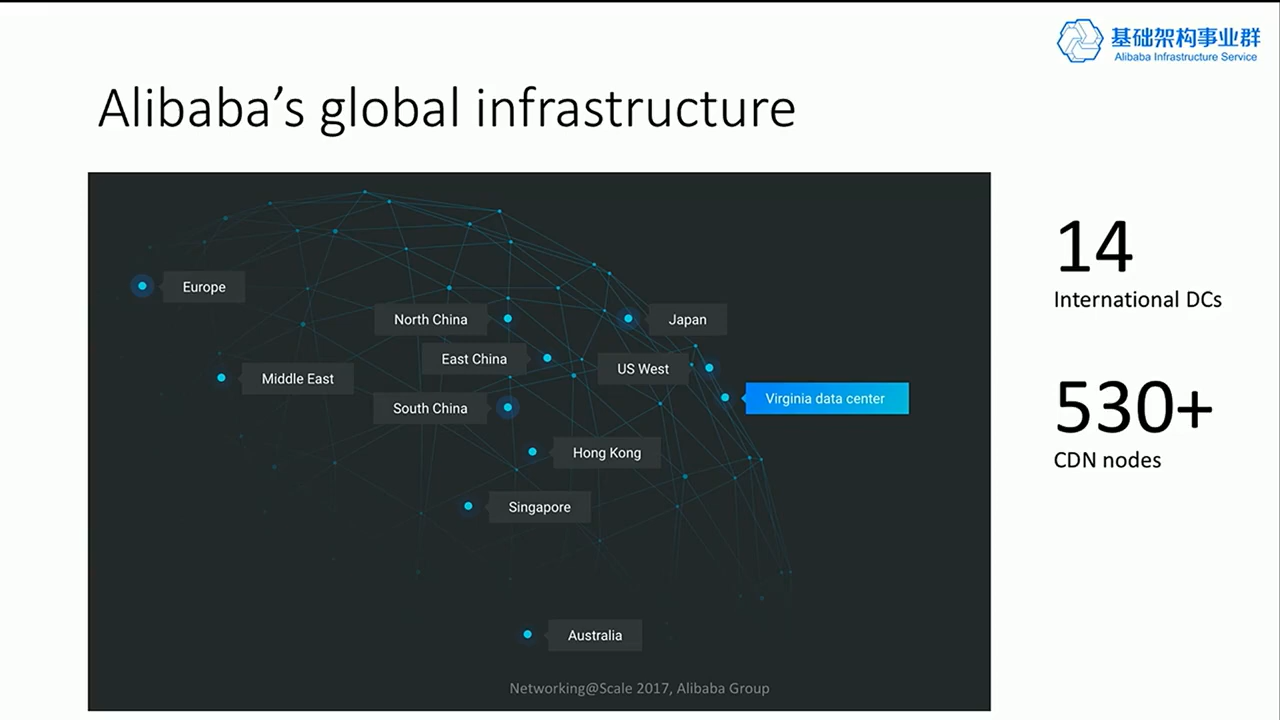 基础架构事业群
Alibaba Infrastructure Service
Alibaba’s global infrastructure
Europe
North China
Japan
East China
US West
Middle East
Virginia data center
South China
Hong Kong
Singapore
Australia
Networking@Scale 2017, Alibaba Group
14
International DCs
530+
CDN nodes